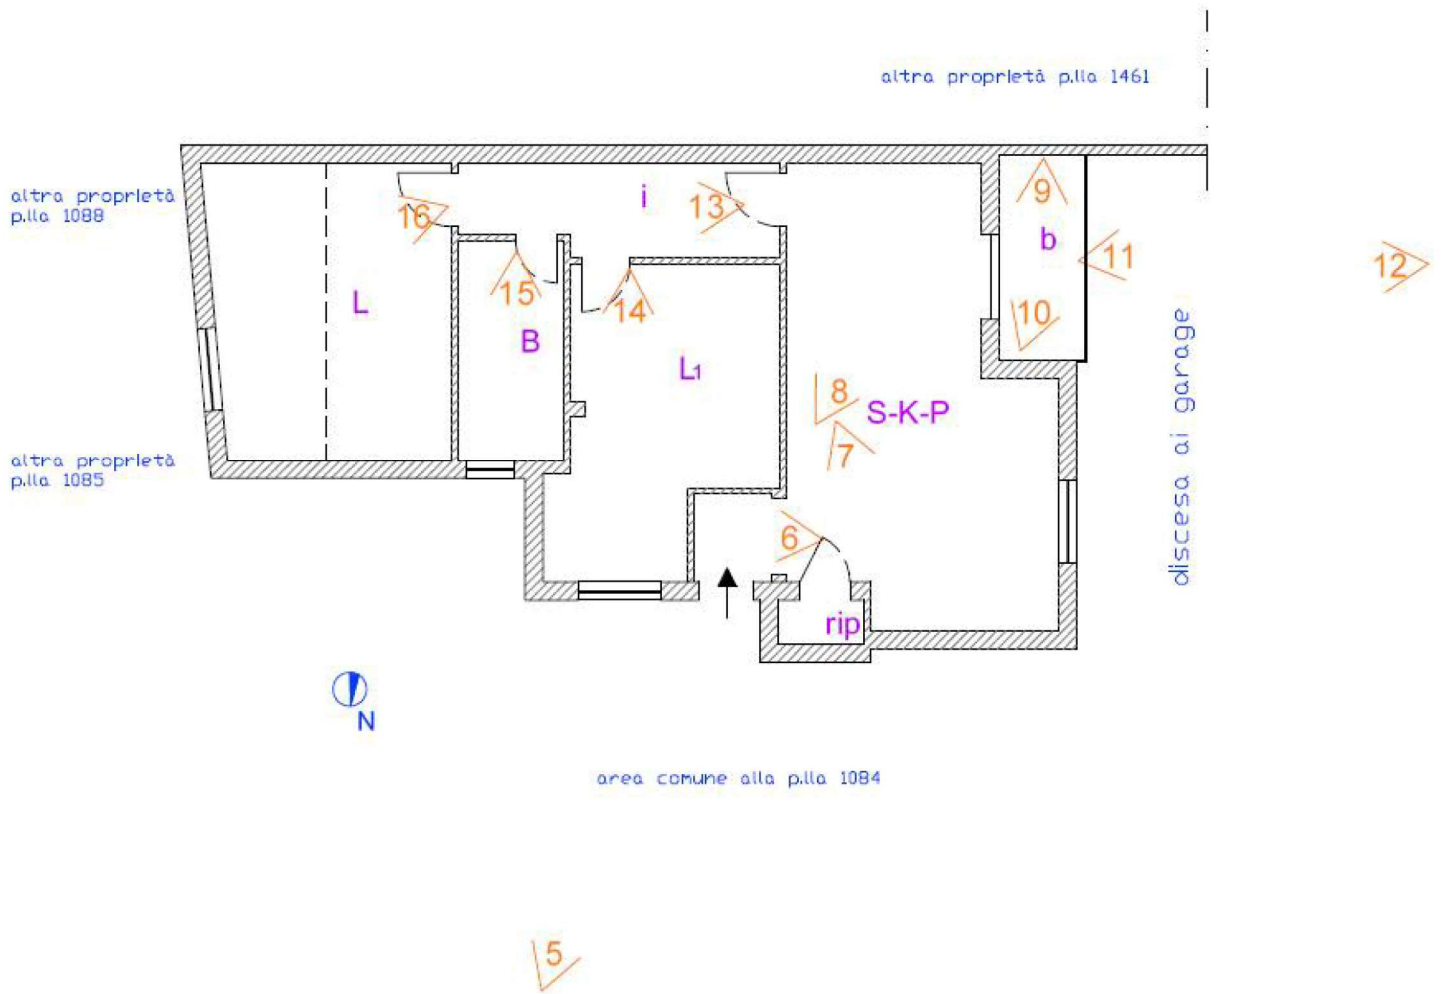 altra proprietà p.lla 1461
altra proprietà
p.lla 1088
i
13
16
9
b
11
12
L
15
14
10
B
L1
8
S-K-P
7
discesa ai garage
altra proprietà
p.lla 1085
6
rip
N
area comune alla p.lla 1084
5